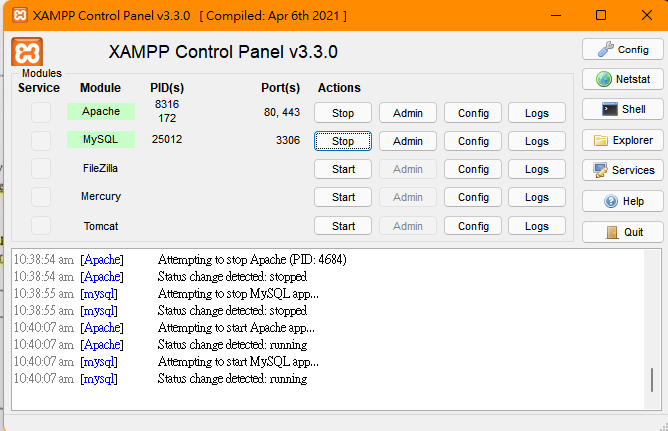 XAMPP Control Panel v3.3.0 [ Compiled: Apr 6th 2021 ]
XAMPP Control Panel v3.3.0
Config
Modules
Service Module PID(s) Port(s) Actions
Netstat
Apache 8316 172 80, 443 Stop Admin Config Logs
Shell
MySQL 25012 3306 Stop Admin Config Logs
Explorer
FileZilla Start Admin Config Logs
Services
Mercury Start Admin Config Logs
Help
Tomcat Start Admin Config Logs
Quit
10:38:54 am [Apache] Attempting to stop Apache (PID: 4684)
10:38:54 am [Apache] Status change detected: stopped
10:38:55 am [mysql] Attempting to stop MySQL app...
10:38:55 am [mysql] Status change detected: stopped
10:40:07 am [Apache] Attempting to start Apache app...
10:40:07 am [Apache] Status change detected: running
10:40:07 am [mysql] Attempting to start MySQL app...
10:40:07 am [mysql] Status change detected: running